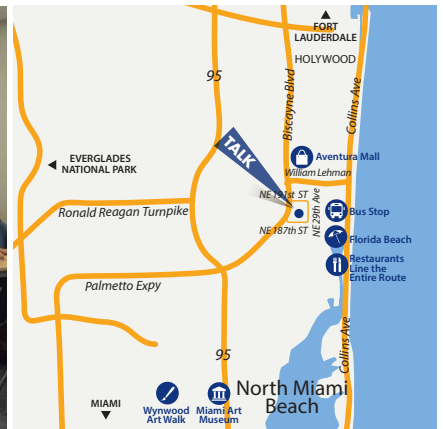 FORT
LAUDERDALE
HOLYWOOD
95
Biscayne Blvd
Collins Ave
TALK
EVERGLADES
NATIONAL PARK
Aventura Mall
William Lehman
NE 191st ST
NE 29th Ave
Ronald Reagan Turnpike
Bus Stop
NE 187th ST
Florida Beach
Restaurants
Line the
Entire Route
Palmetto Expy
Collins Ave
95
North Miami
Beach
MIAMI
Wynwood
Art Walk
Miami Art
Museum